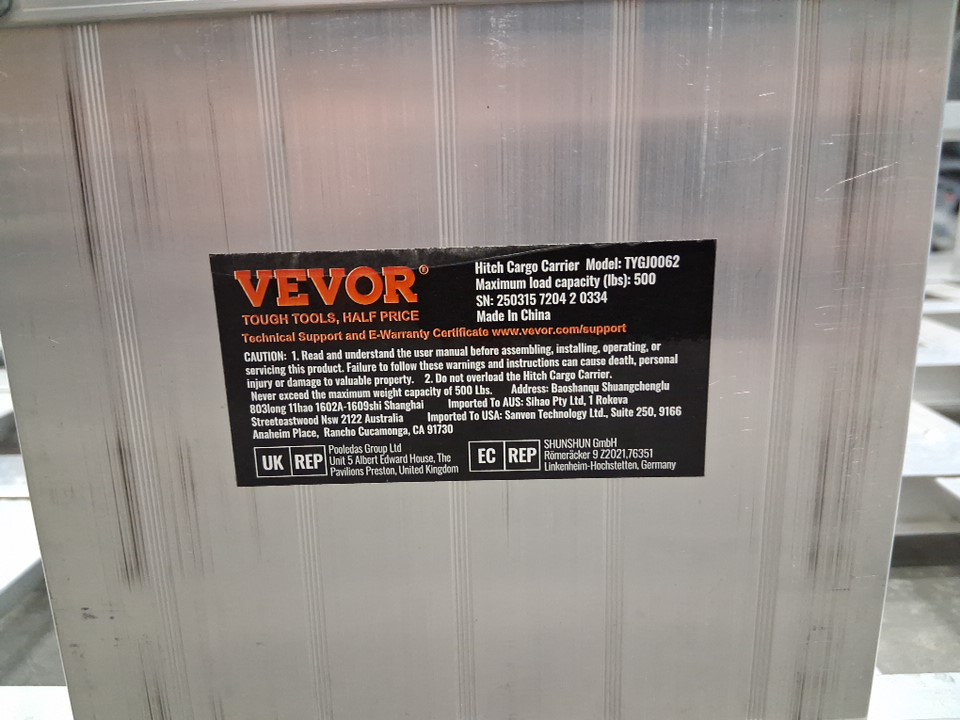 VEVOR®
TOUGH TOOLS, HALF PRICE
Hitch Cargo Carrier Model: TYGJ0062
Maximum load capacity (lbs): 500
SN: 250315 7204 2 0334
Made In China
Technical Support and E-Warranty Certificate www.vevor.com/support
CAUTION: 1. Read and understand the user manual before assembling, installing, operating, or
servicing this product. Failure to follow these warnings and instructions can cause death, personal
injury or damage to valuable property. 2. Do not overload the Hitch Cargo Carrier.
Never exceed the maximum weight capacity of 500 Lbs. Address: Baoshanqu Shuangchenglu
803long 11hao 1602A-1609shi Shanghai Imported To AUS: Sihao Pty Ltd, 1 Rokeva
Streeteastwood Nsw 2122 Australia Imported To USA: Sanven Technology Ltd., Suite 250, 9166
Anaheim Place, Rancho Cucamonga, CA 91730
UK REP
Pooledas Group Ltd
Unit 5 Albert Edward House, The
Pavilions Preston, United Kingdom
EC REP
SHUNSHUN GmbH
Römeräcker 9 Z2021,76351
Linkenheim-Hochstetten, Germany